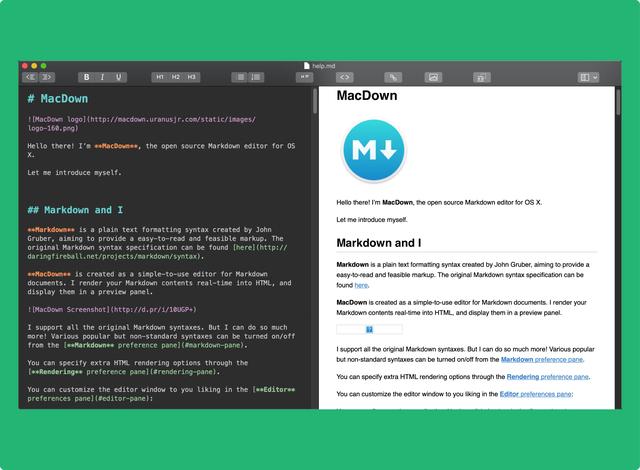 help.md
B I U
H1 H2 H3
# MacDown
![MacDown logo](http://macdown.uranusjr.com/static/images/
logo-160.png)
Hello there! I'm **MacDown**, the open source Markdown editor for OS
X.
Let me introduce myself.
## Markdown and I
**Markdown** is a plain text formatting syntax created by John
Gruber, aiming to provide a easy-to-read and feasible markup. The
original Markdown syntax specification can be found [here](http://
daringfireball.net/projects/markdown/syntax).
**MacDown** is created as a simple-to-use editor for Markdown
documents. I render your Markdown contents real-time into HTML, and
display them in a preview panel.
![MacDown Screenshot](http://d.pr/i/10UGP+)
I support all the original Markdown syntaxes. But I can do so much
more! Various popular but non-standard syntaxes can be turned on/off
from the [**Markdown** preference pane](#markdown-pane).
You can specify extra HTML rendering options through the
[**Rendering** preference pane](#rendering-pane).
You can customize the editor window to you liking in the [**Editor**
preferences pane](#editor-pane):
MacDown
M
Hello there! I'm MacDown, the open source Markdown editor for OS X.
Let me introduce myself.
Markdown and I
Markdown is a plain text formatting syntax created by John Gruber, aiming to provide a
easy-to-read and feasible markup. The original Markdown syntax specification can be
found here.
MacDown is created as a simple-to-use editor for Markdown documents. I render your
Markdown contents real-time into HTML, and display them in a preview panel.
?
I support all the original Markdown syntaxes. But I can do so much more! Various popular
but non-standard syntaxes can be turned on/off from the Markdown preference pane.
You can specify extra HTML rendering options through the Rendering preference pane.
You can customize the editor window to you liking in the Editor preferences pane: